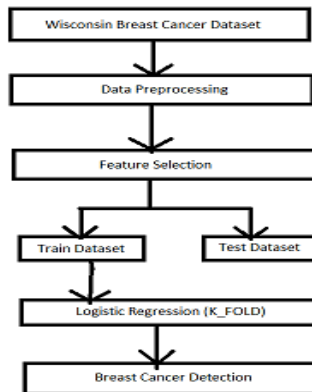 Wisconsin Breast Cancer Dataset
Data Preprocessing
Feature Selection
Train Dataset
Test Dataset
Logistic Regression (K_FOLD)
Breast Cancer Detection